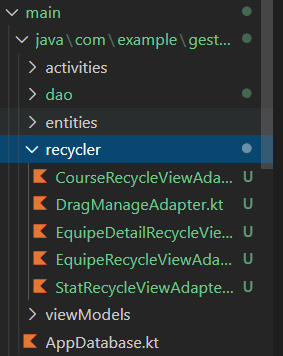 main
java\com\example\gest...
activities
dao
entities
recycler
CourseRecycleViewAda... U
DragManageAdapter.kt U
EquipeDetailRecycleVie... U
EquipeRecycleViewAda... U
StatRecycleViewAdapte... U
viewModels
AppDatabase.kt